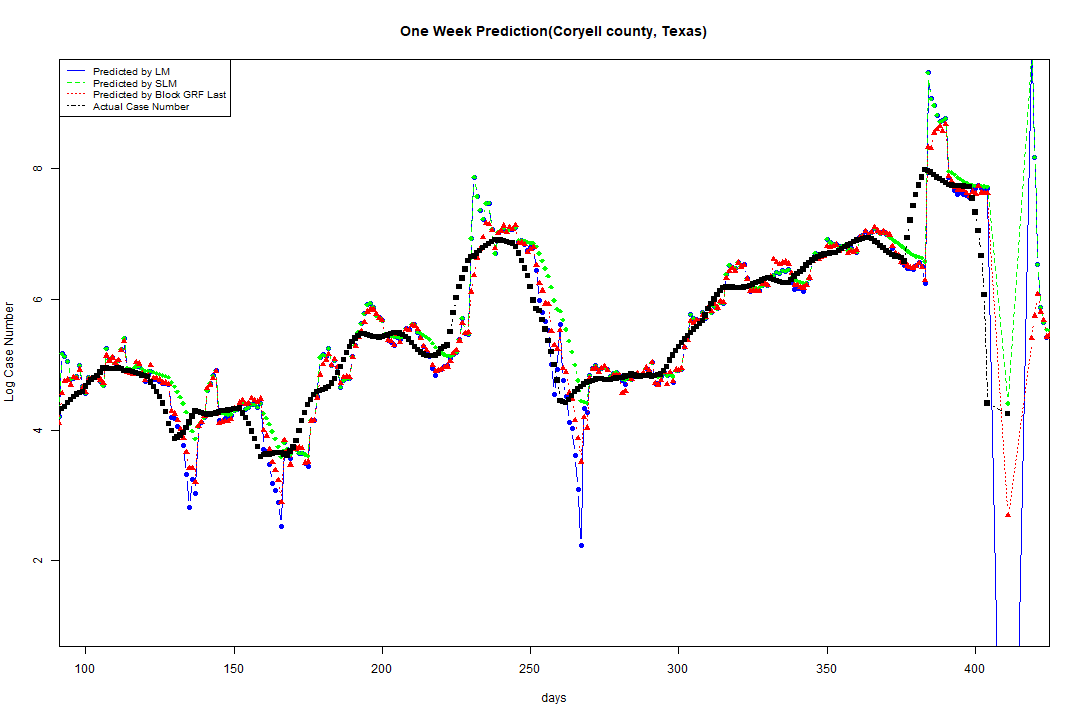 One Week Prediction(Coryell county, Texas)
Predicted by LM
Predicted by SLM
Predicted by Block GRF Last
Actual Case Number
8
6
4
2
Log Case Number
100 150 200 250 300 350 400
days